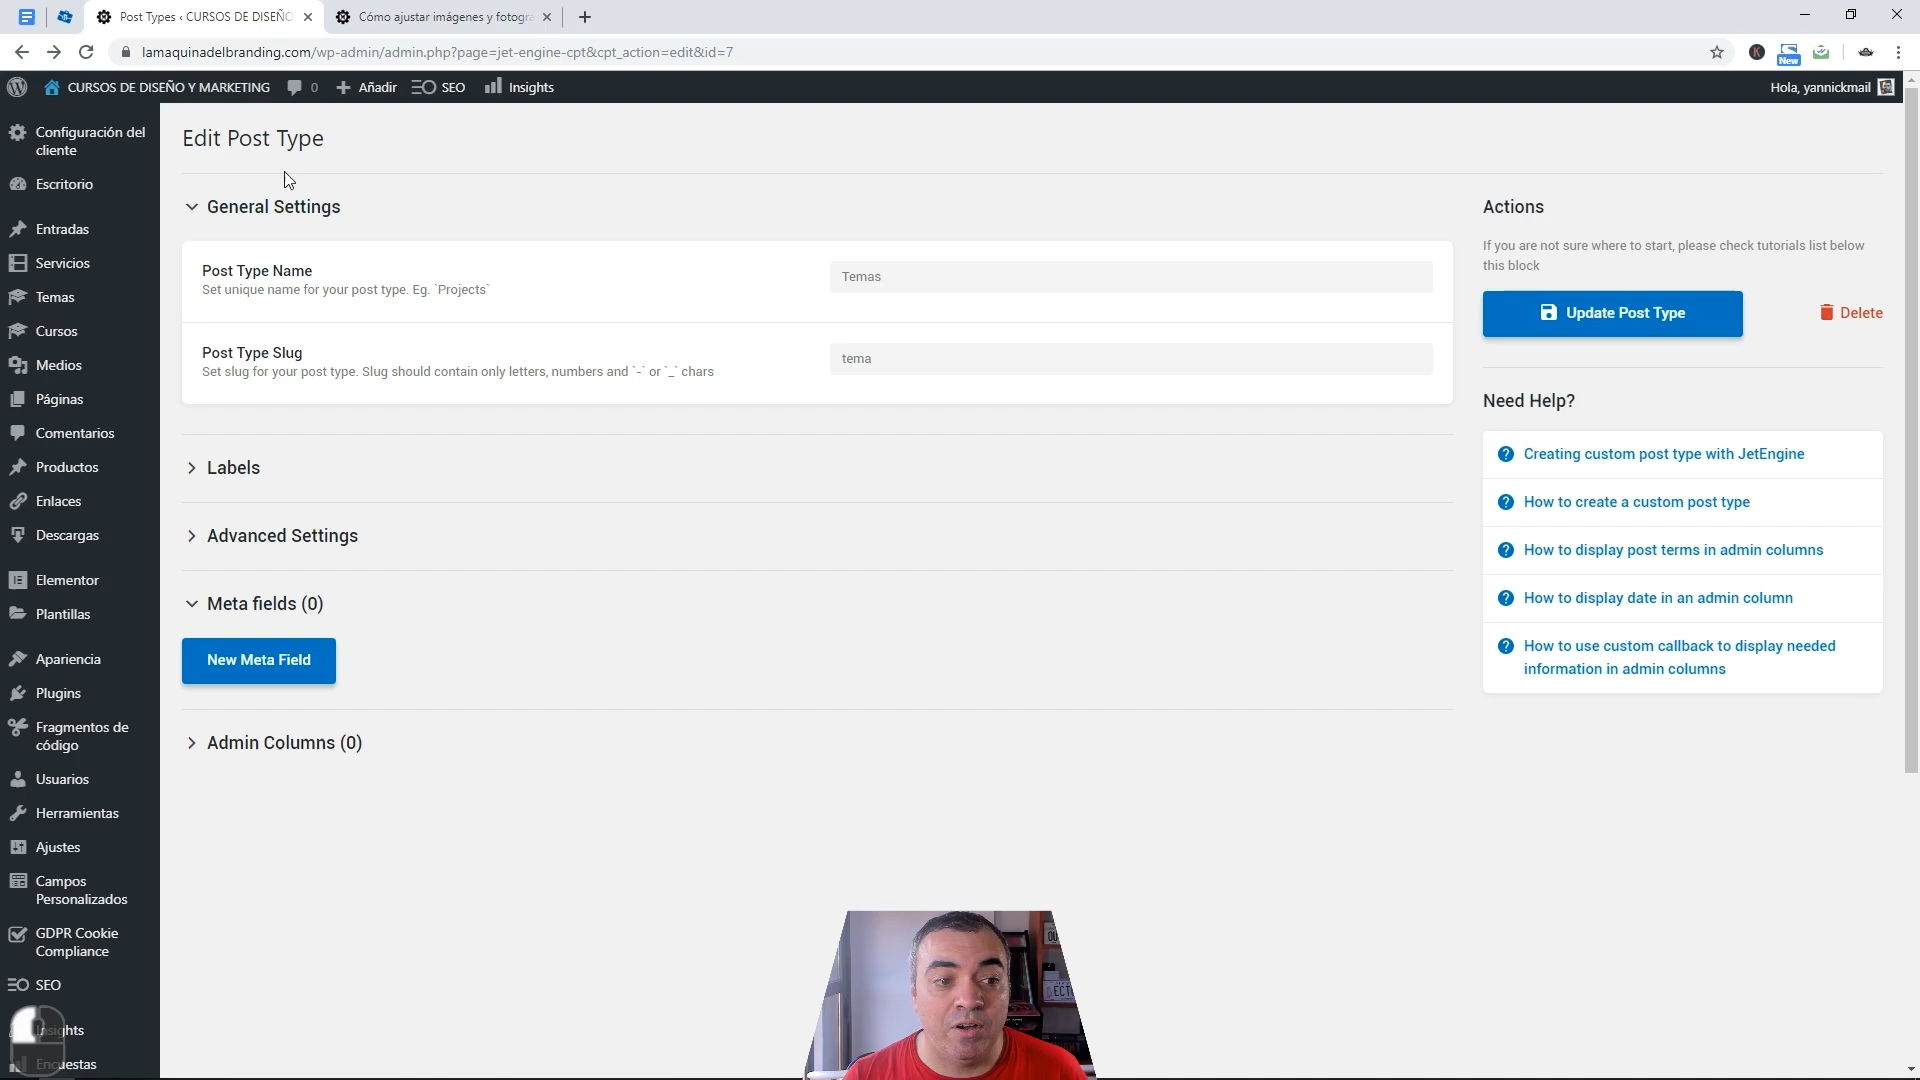 Post Types ‹ CURSOS DE DISEÑO
Cómo ajustar imágenes y fotogra
lamaquinadelbranding.com/wp-admin/admin.php?page=jet-engine-cpt&cpt_action=edit&id=7
K
New
CURSOS DE DISEÑO Y MARKETING
0
Añadir
SEO
Insights
Hola, yannickmail
Configuración del
cliente
Escritorio
Entradas
Servicios
Temas
Cursos
Medios
Páginas
Comentarios
Productos
Enlaces
Descargas
Elementor
Plantillas
Apariencia
Plugins
Fragmentos de
código
Usuarios
Herramientas
Ajustes
Campos
Personalizados
GDPR Cookie
Compliance
SEO
Insights
Encuestas
Edit Post Type
General Settings
Post Type Name
Set unique name for your post type. Eg. `Projects`
Temas
Post Type Slug
Set slug for your post type. Slug should contain only letters, numbers and `-` or `_` chars
tema
Labels
Advanced Settings
Meta fields (0)
New Meta Field
Admin Columns (0)
Actions
If you are not sure where to start, please check tutorials list below
this block
Update Post Type
Delete
Need Help?
Creating custom post type with JetEngine
How to create a custom post type
How to display post terms in admin columns
How to display date in an admin column
How to use custom callback to display needed
information in admin columns